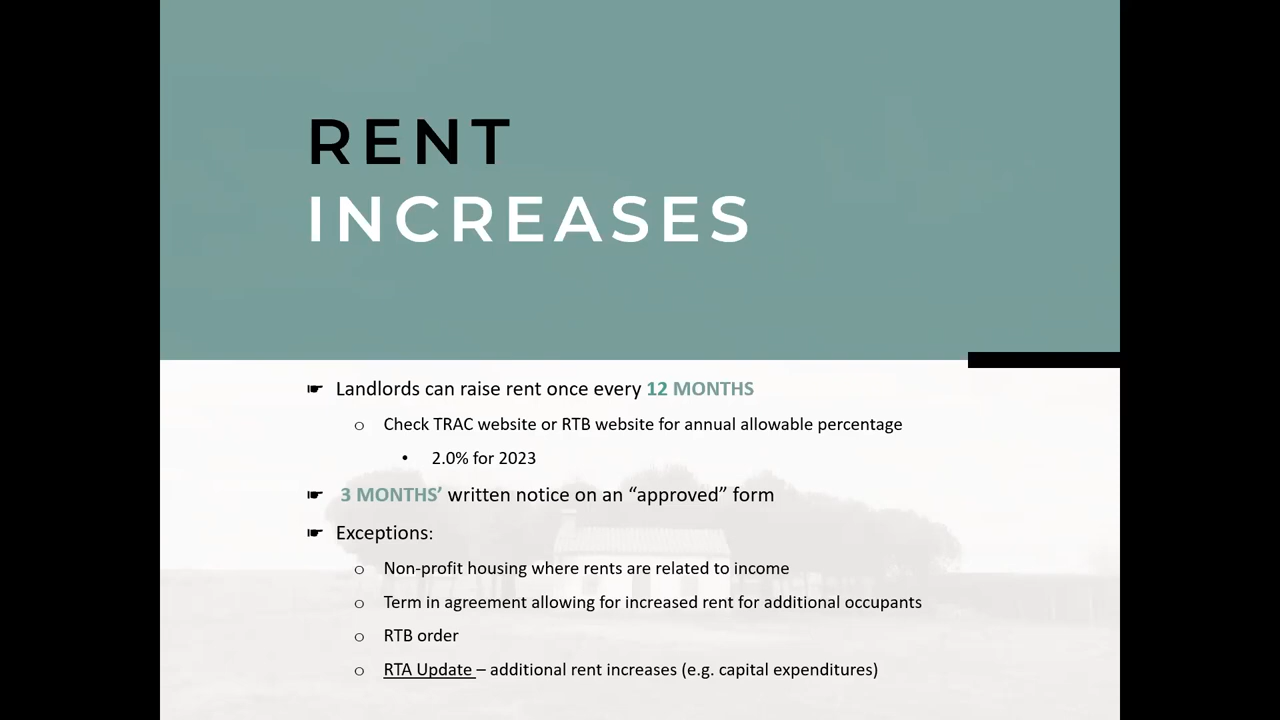 RENT
INCREASES
☛ Landlords can raise rent once every 12 MONTHS
o Check TRAC website or RTB website for annual allowable percentage
• 2.0% for 2023
☛ 3 MONTHS’ written notice on an “approved” form
☛ Exceptions:
o Non-profit housing where rents are related to income
o Term in agreement allowing for increased rent for additional occupants
o RTB order
o RTA Update – additional rent increases (e.g. capital expenditures)